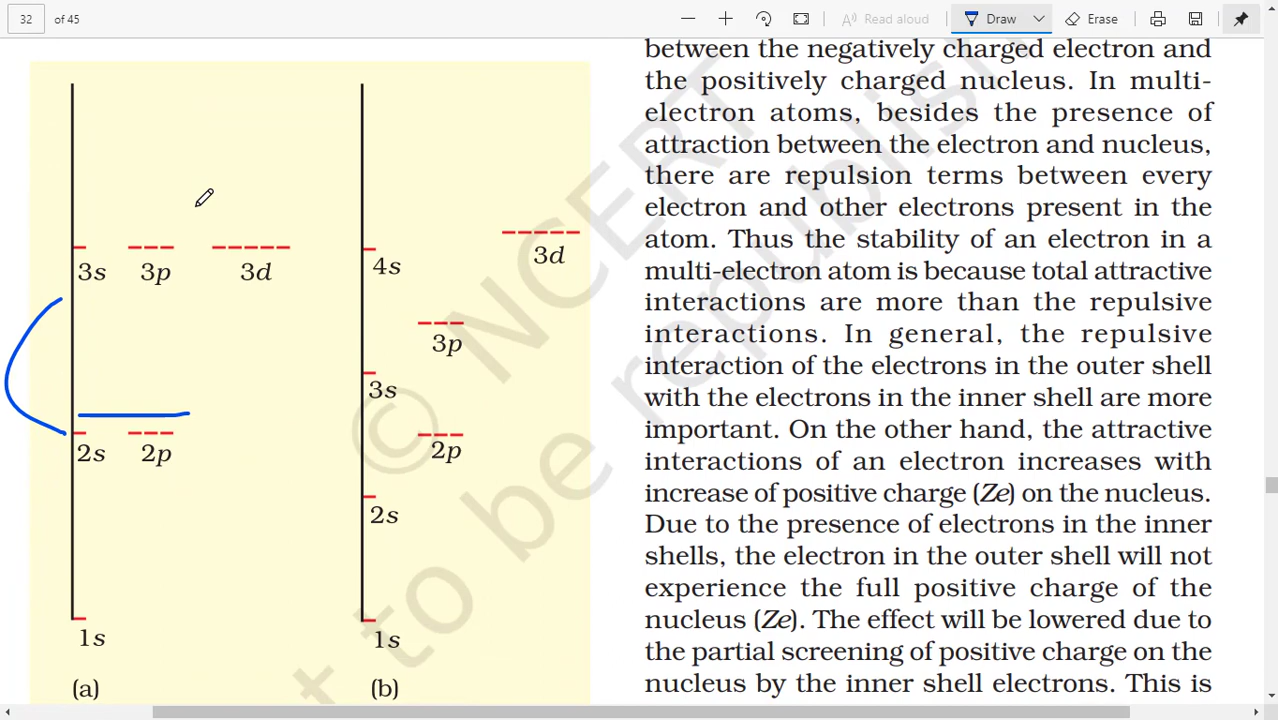 32 of 45 Read aloud Draw Erase
3s 3p 3d
2s 2p
1s
(a)
3d
4s
3p
3s
2p
2s
1s
(b)
between the negatively charged electron and
the positively charged nucleus. In multi-
electron atoms, besides the presence of
attraction between the electron and nucleus,
there are repulsion terms between every
electron and other electrons present in the
atom. Thus the stability of an electron in a
multi-electron atom is because total attractive
interactions are more than the repulsive
interactions. In general, the repulsive
interaction of the electrons in the outer shell
with the electrons in the inner shell are more
important. On the other hand, the attractive
interactions of an electron increases with
increase of positive charge (Ze) on the nucleus.
Due to the presence of electrons in the inner
shells, the electron in the outer shell will not
experience the full positive charge of the
nucleus (Ze). The effect will be lowered due to
the partial screening of positive charge on the
nucleus by the inner shell electrons. This is
© NCERT
to be republish